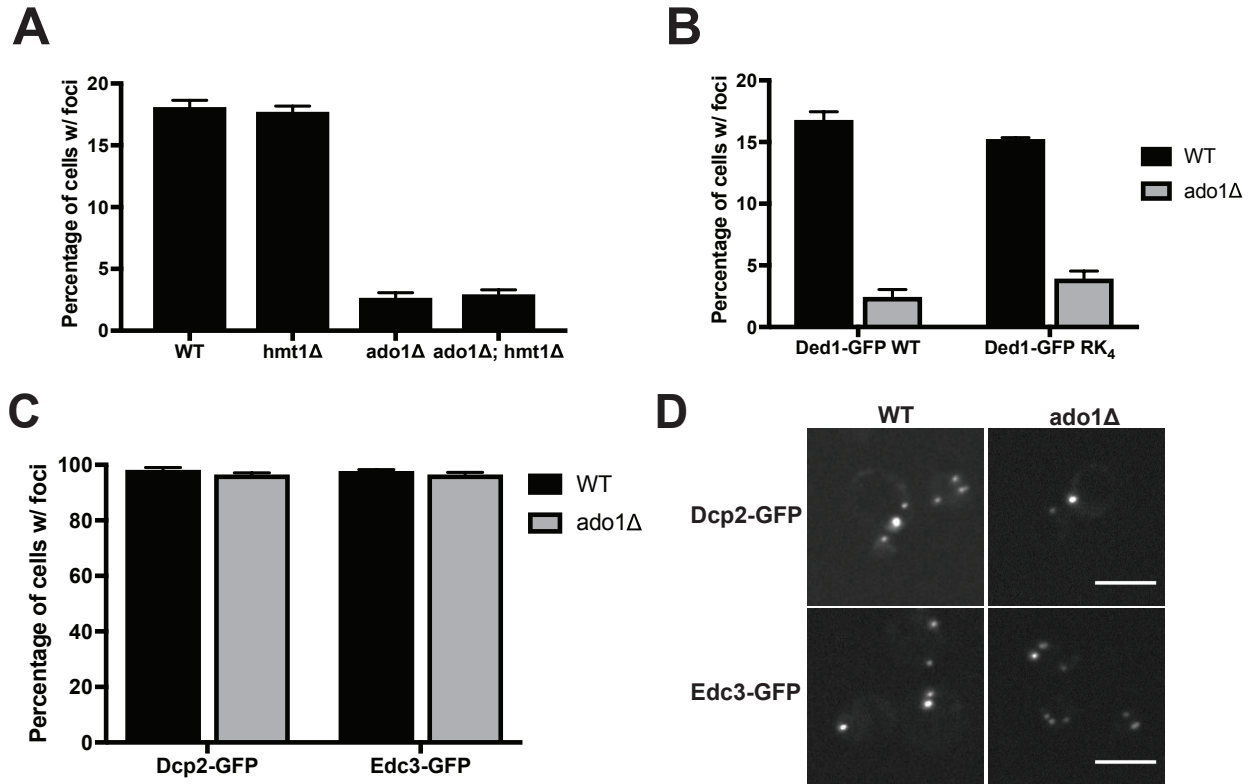 A
Percentage of cells w/ foci
20
15
10
5
0
WT
hmt1Δ
ado1Δ
ado1Δ; hmt1Δ
B
Percentage of cells w/ foci
20
15
10
5
0
Ded1-GFP WT
Ded1-GFP RK₄
WT
ado1Δ
C
Percentage of cells w/ foci
100
80
60
40
20
0
Dcp2-GFP
Edc3-GFP
WT
ado1Δ
D
WT
ado1Δ
Dcp2-GFP
Edc3-GFP